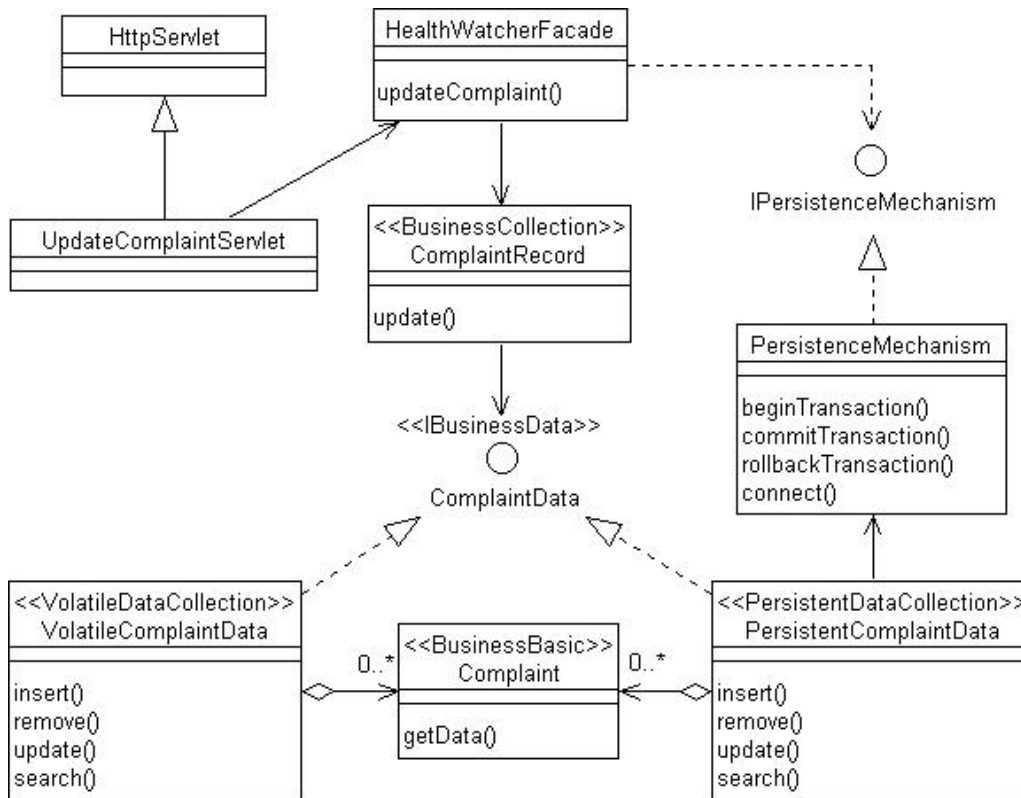 HttpServlet
HealthWatcherFacade
updateComplaint()
IPersistenceMechanism
UpdateComplaintServlet
<<BusinessCollection>>
ComplaintRecord
update()
PersistenceMechanism
beginTransaction()
commitTransaction()
rollbackTransaction()
connect()
<<IBusinessData>>
ComplaintData
<<VolatileDataCollection>>
VolatileComplaintData
insert()
remove()
update()
search()
0..*
<<BusinessBasic>>
Complaint
getData()
0..*
<<PersistentDataCollection>>
PersistentComplaintData
insert()
remove()
update()
search()